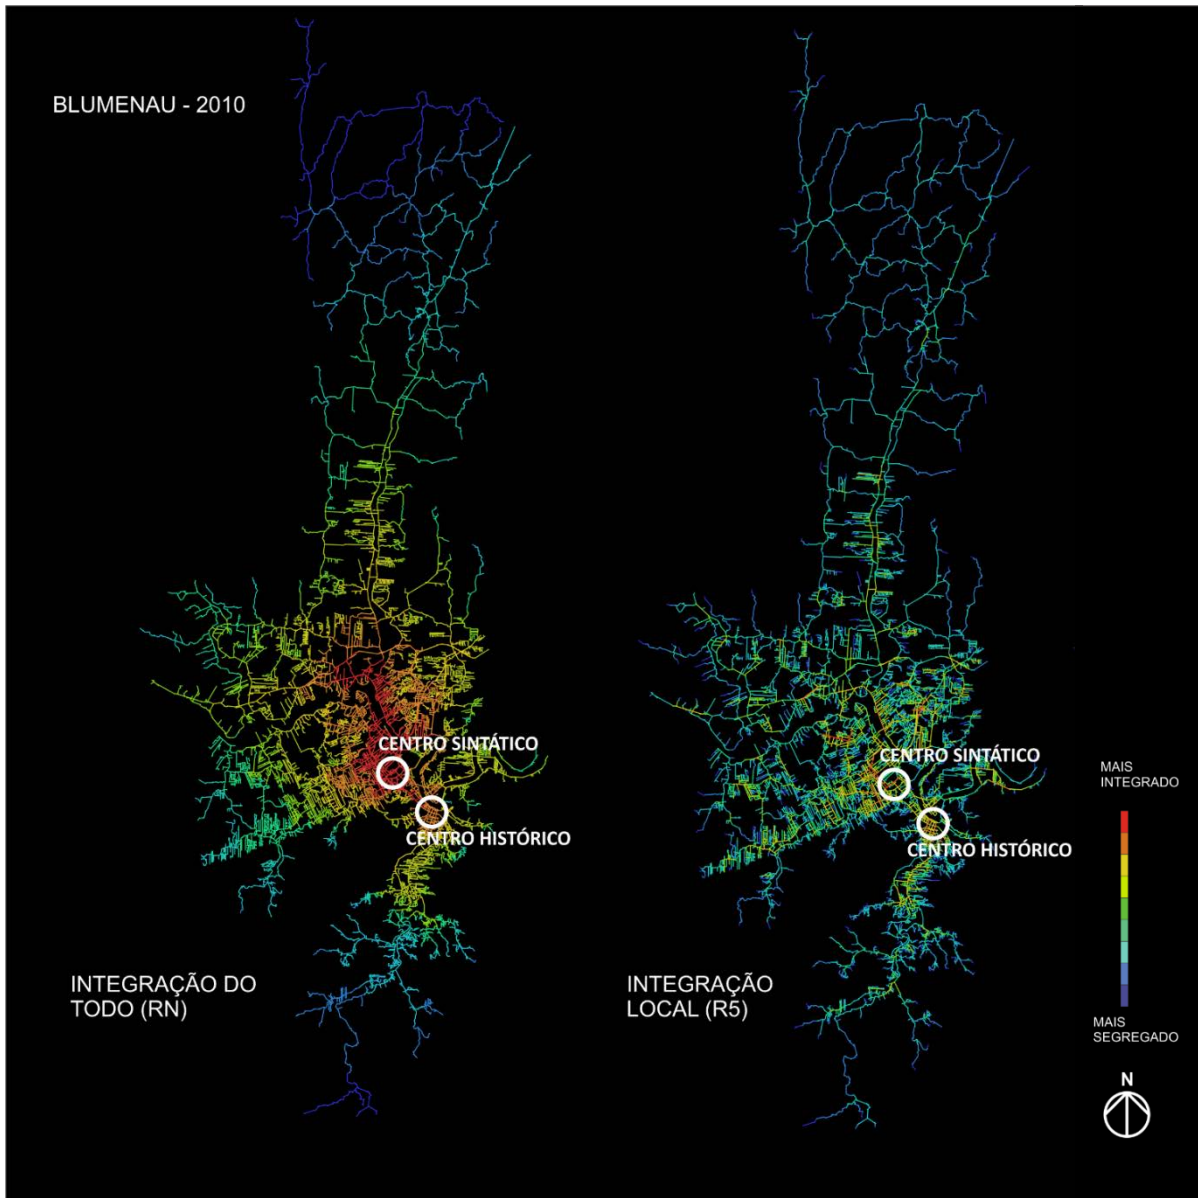 BLUMENAU - 2010
CENTRO SINTÁTICO
CENTRO HISTÓRICO
INTEGRAÇÃO DO
TODO (RN)
CENTRO SINTÁTICO
CENTRO HISTÓRICO
INTEGRAÇÃO
LOCAL (R5)
MAIS
INTEGRADO
MAIS
SEGREGADO
N